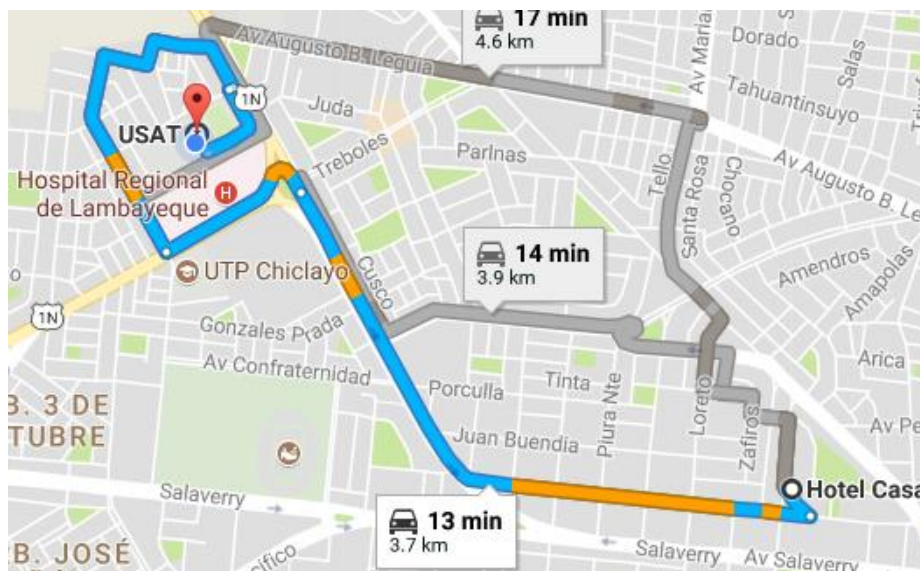 17 min
4.6 km
Av Augusto B. Leguia
Av Maria
Dorado
Salas
Tahuantinsuyo
1N
Juda
USAT
Treboles
Parinas
Tello
Santa Rosa
Chocano
Av Augusto B. Le
Hospital Regional
de Lambayeque
H
14 min
3.9 km
UTP Chiclayo
Cusco
Amendros
Amapolas
1N
Gonzales Prada
Av Confraternidad
Porculla
Tinta
Piura Nte
Loreto
Zafiros
Arica
B. 3 DE
TUBRE
Juan Buendia
Av Pe
Salaverry
Hotel Casa
13 min
3.7 km
Salaverry
Av Salaverry
B. JOSÉ